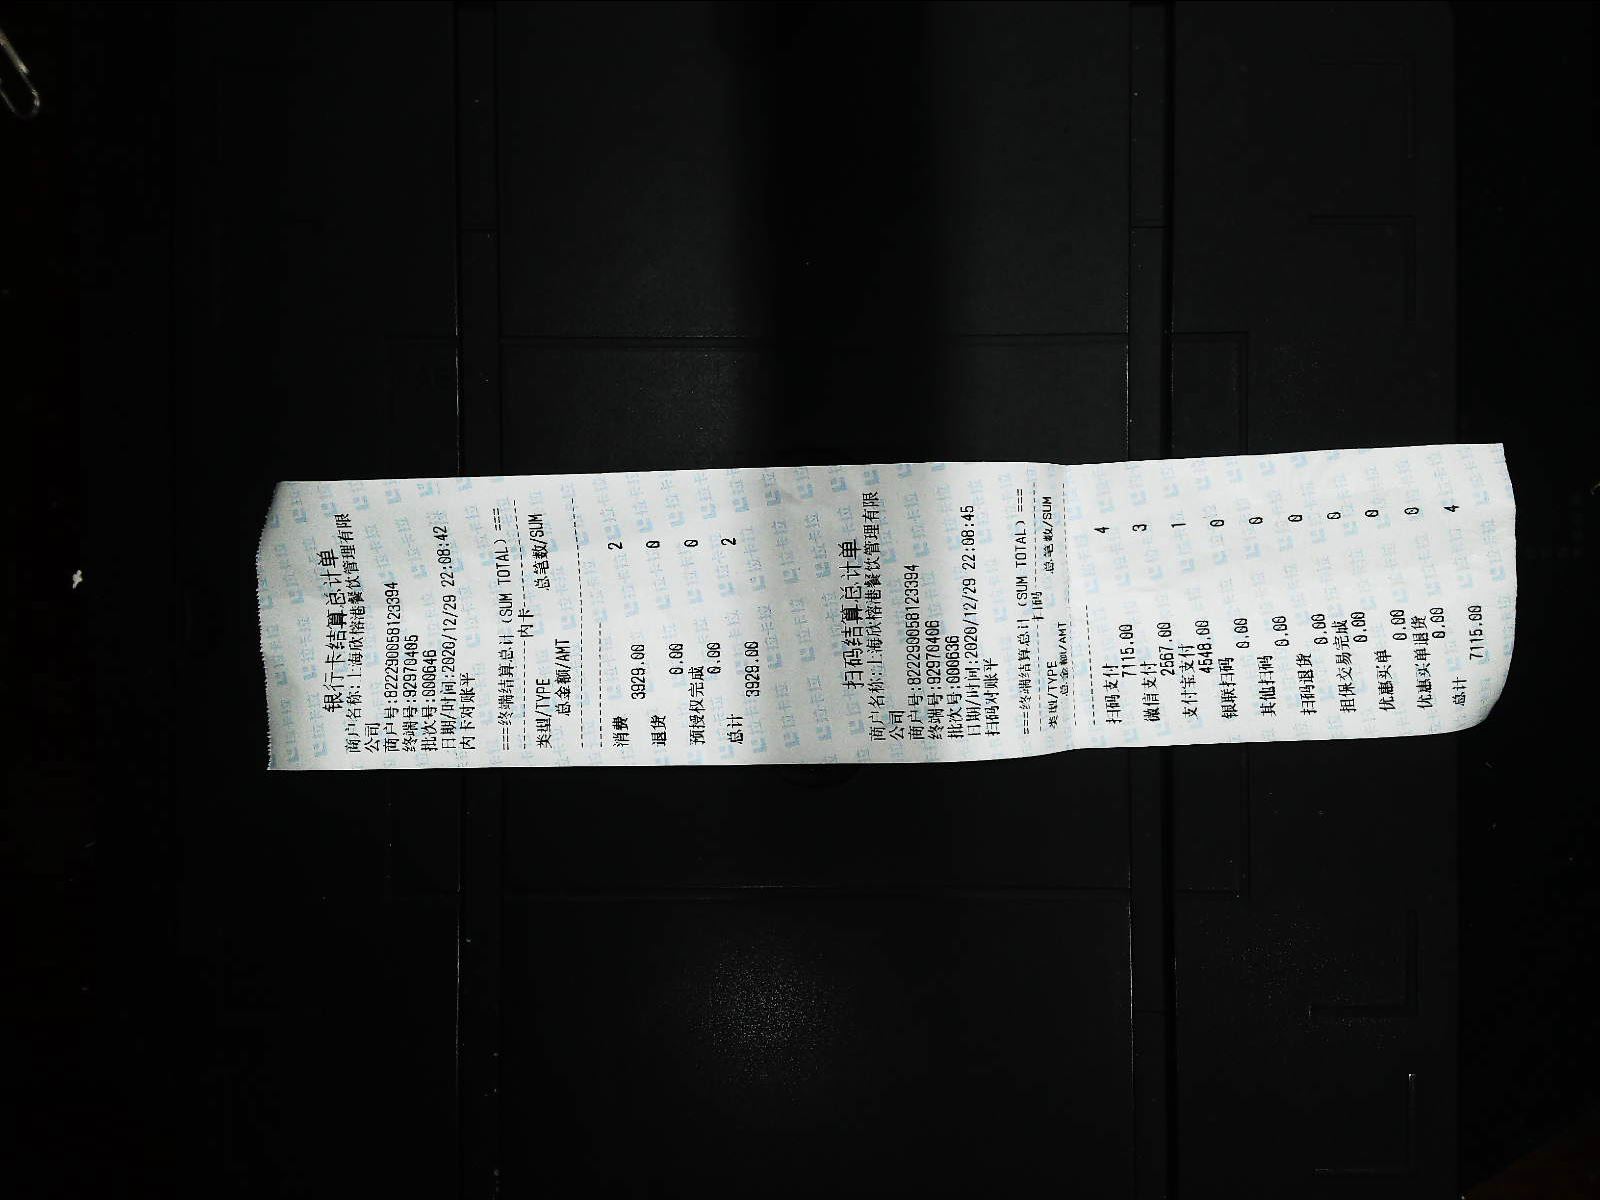 银行卡结算总计单
商户名称:上海欣榕港餐饮管理有限
公司
商户号:822290058123394
终端号:92970405
批次号:000646
日期/时间:2020/12/29 22:08:42
内卡对账平
===终端结算总计（SUM TOTAL）===
内卡
类型/TYPE 总笔数/SUM
总金额/AMT
消费 2
3929.00
退货 0
0.00
预授权完成 0
0.00
总计 2
3929.00
扫码结算总计单
商户名称:上海欣榕港餐饮管理有限
公司
商户号:822290058123394
终端号:92970406
批次号:000636
日期/时间:2020/12/29 22:08:45
扫码对账平
===终端结算总计（SUM TOTAL）===
扫码
类型/TYPE 总笔数/SUM
总金额/AMT
扫码支付 4
7115.00
微信支付 3
2567.00
支付宝支付 1
4548.00
银联扫码 0
0.00
其他扫码 0
0.00
扫码退货 0
0.00
担保交易完成 0
0.00
优惠买单 0
0.00
优惠买单退货 0
0.00
总计 4
7115.00